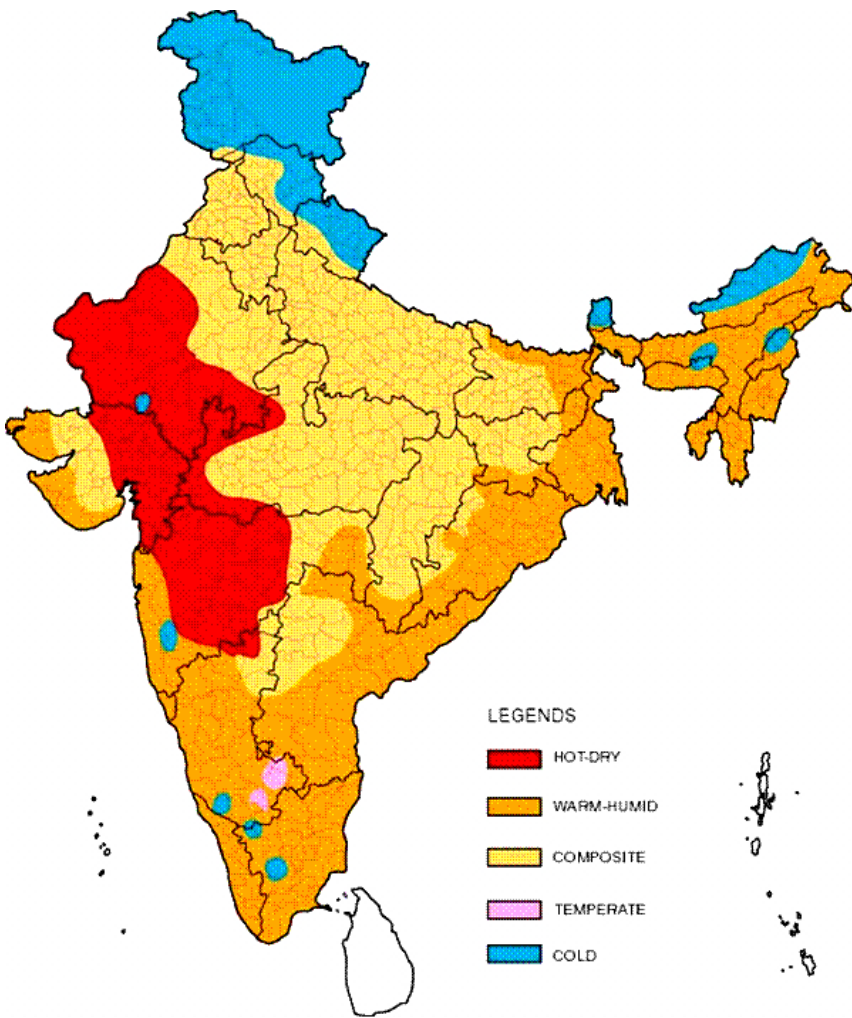 LEGENDS
HOT-DRY
WARM-HUMID
COMPOSITE
TEMPERATE
COLD